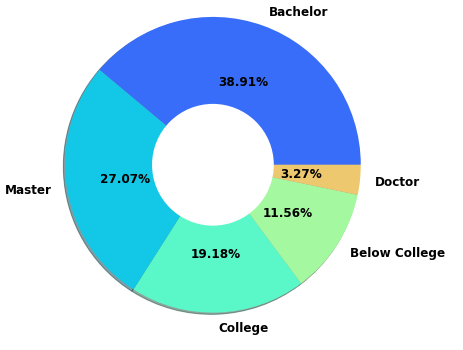 Bachelor
38.91%
Master
27.07%
3.27%
Doctor
11.56%
19.18%
Below College
College